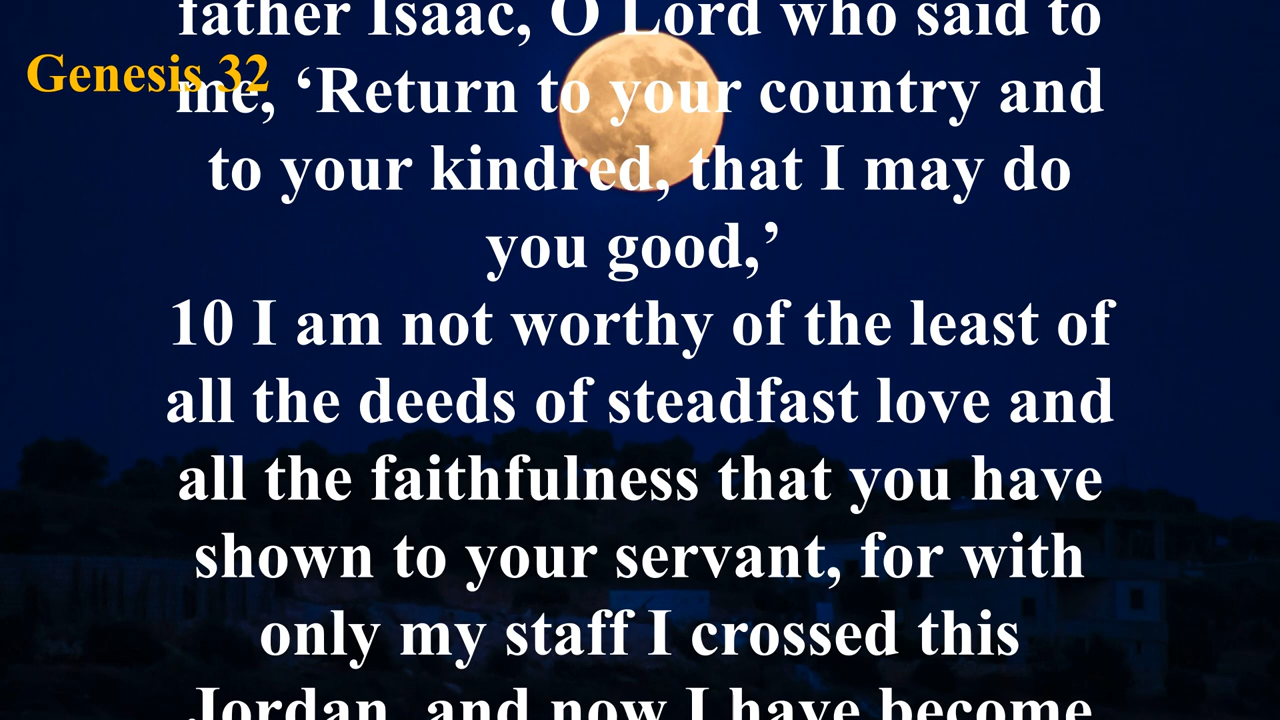 father Isaac, O Lord who said to
Genesis 32
me, ‘Return to your country and
to your kindred, that I may do
you good,’
10 I am not worthy of the least of
all the deeds of steadfast love and
all the faithfulness that you have
shown to your servant, for with
only my staff I crossed this
Jordan, and now I have become